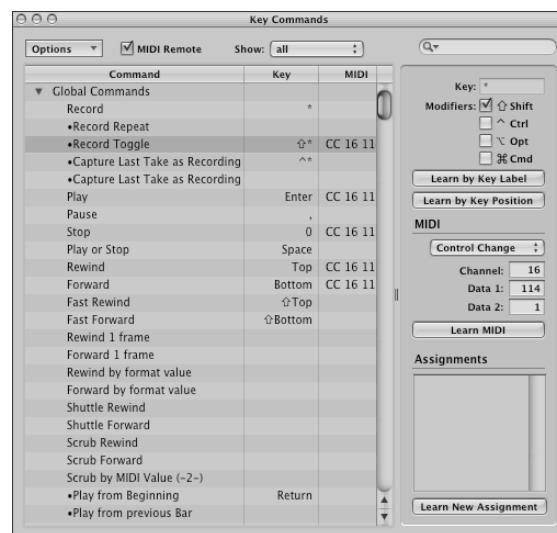 Key Commands
Options MIDI Remote Show: all
Command Key MIDI
Global Commands
Record *
•Record Repeat
•Record Toggle ⇧* CC 16 11
•Capture Last Take as Recording ^*
•Capture Last Take as Recording
Play Enter CC 16 11
Pause ,
Stop 0 CC 16 11
Play or Stop Space
Rewind Top CC 16 11
Forward Bottom CC 16 11
Fast Rewind ⇧Top
Fast Forward ⇧Bottom
Rewind 1 frame
Forward 1 frame
Rewind by format value
Forward by format value
Shuttle Rewind
Shuttle Forward
Scrub Rewind
Scrub Forward
Scrub by MIDI Value (-2-)
•Play from Beginning Return
•Play from previous Bar
Key: *
Modifiers: ⇧ Shift
^ Ctrl
⌥ Opt
⌘ Cmd
Learn by Key Label
Learn by Key Position
MIDI
Control Change
Channel: 16
Data 1: 114
Data 2: 1
Learn MIDI
Assignments
Learn New Assignment